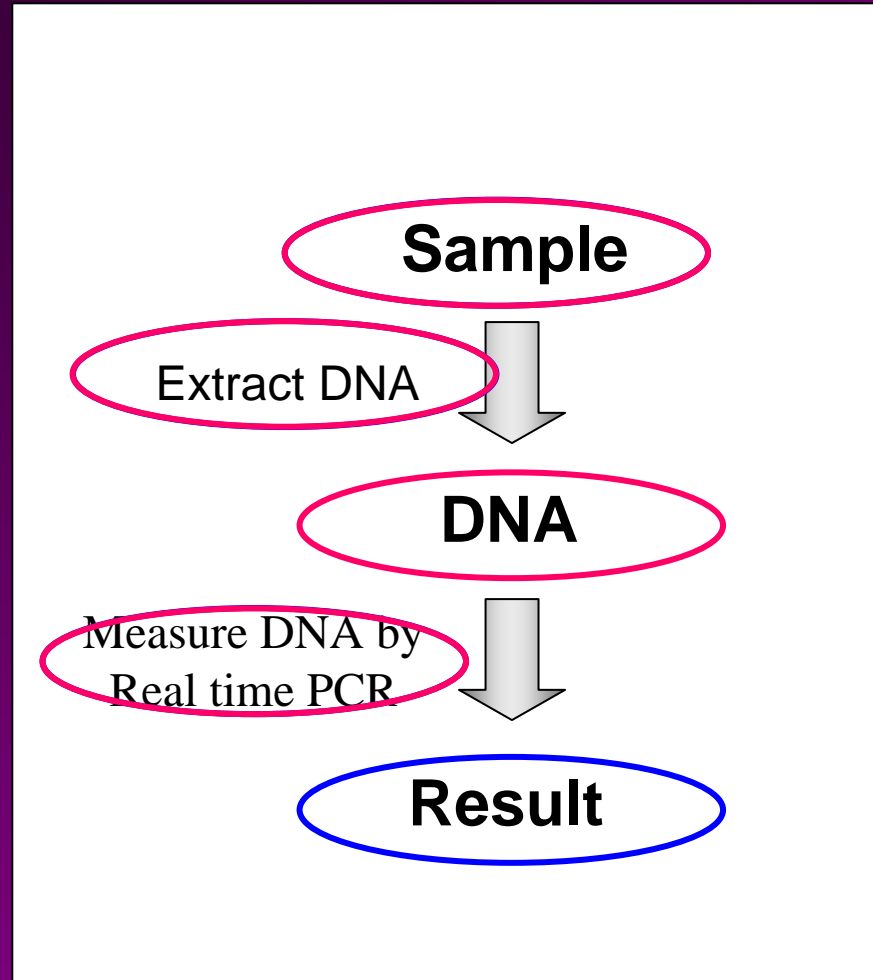 Sample
Extract DNA
DNA
Measure DNA by
Real time PCR
Result